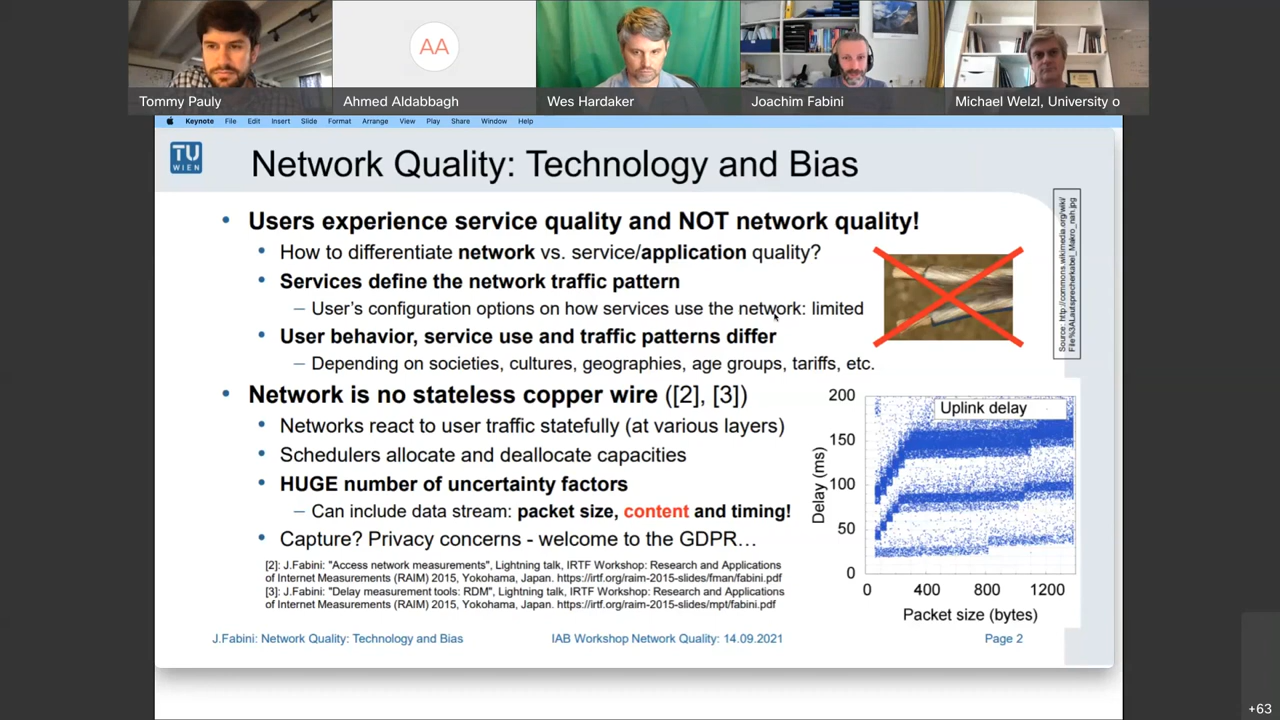 AA
Tommy Pauly
Ahmed Aldabbagh
Wes Hardaker
Joachim Fabini
Michael Welzl, University o
Keynote File Edit Insert Slide Format Arrange View Play Share Window Help
TU
WIEN
Network Quality: Technology and Bias
• Users experience service quality and NOT network quality!
• How to differentiate network vs. service/application quality?
• Services define the network traffic pattern
– User's configuration options on how services use the network: limited
• User behavior, service use and traffic patterns differ
– Depending on societies, cultures, geographies, age groups, tariffs, etc.
Source: http://commons.wikimedia.org/wiki/
File%3ALautsprecherkabel_Makro_nah.jpg
• Network is no stateless copper wire ([2], [3])
• Networks react to user traffic statefully (at various layers)
• Schedulers allocate and deallocate capacities
• HUGE number of uncertainty factors
– Can include data stream: packet size, content and timing!
• Capture? Privacy concerns - welcome to the GDPR…
Uplink delay
Delay (ms)
200
150
100
50
0
0 400 800 1200
Packet size (bytes)
[2]: J.Fabini: "Access network measurements", Lightning talk, IRTF Workshop: Research and Applications
of Internet Measurements (RAIM) 2015, Yokohama, Japan. https://irtf.org/raim-2015-slides/fman/fabini.pdf
[3]: J.Fabini: "Delay measurement tools: RDM", Lightning talk, IRTF Workshop: Research and Applications
of Internet Measurements (RAIM) 2015, Yokohama, Japan. https://irtf.org/raim-2015-slides/mpt/fabini.pdf
J.Fabini: Network Quality: Technology and Bias
IAB Workshop Network Quality: 14.09.2021
Page 2
+63